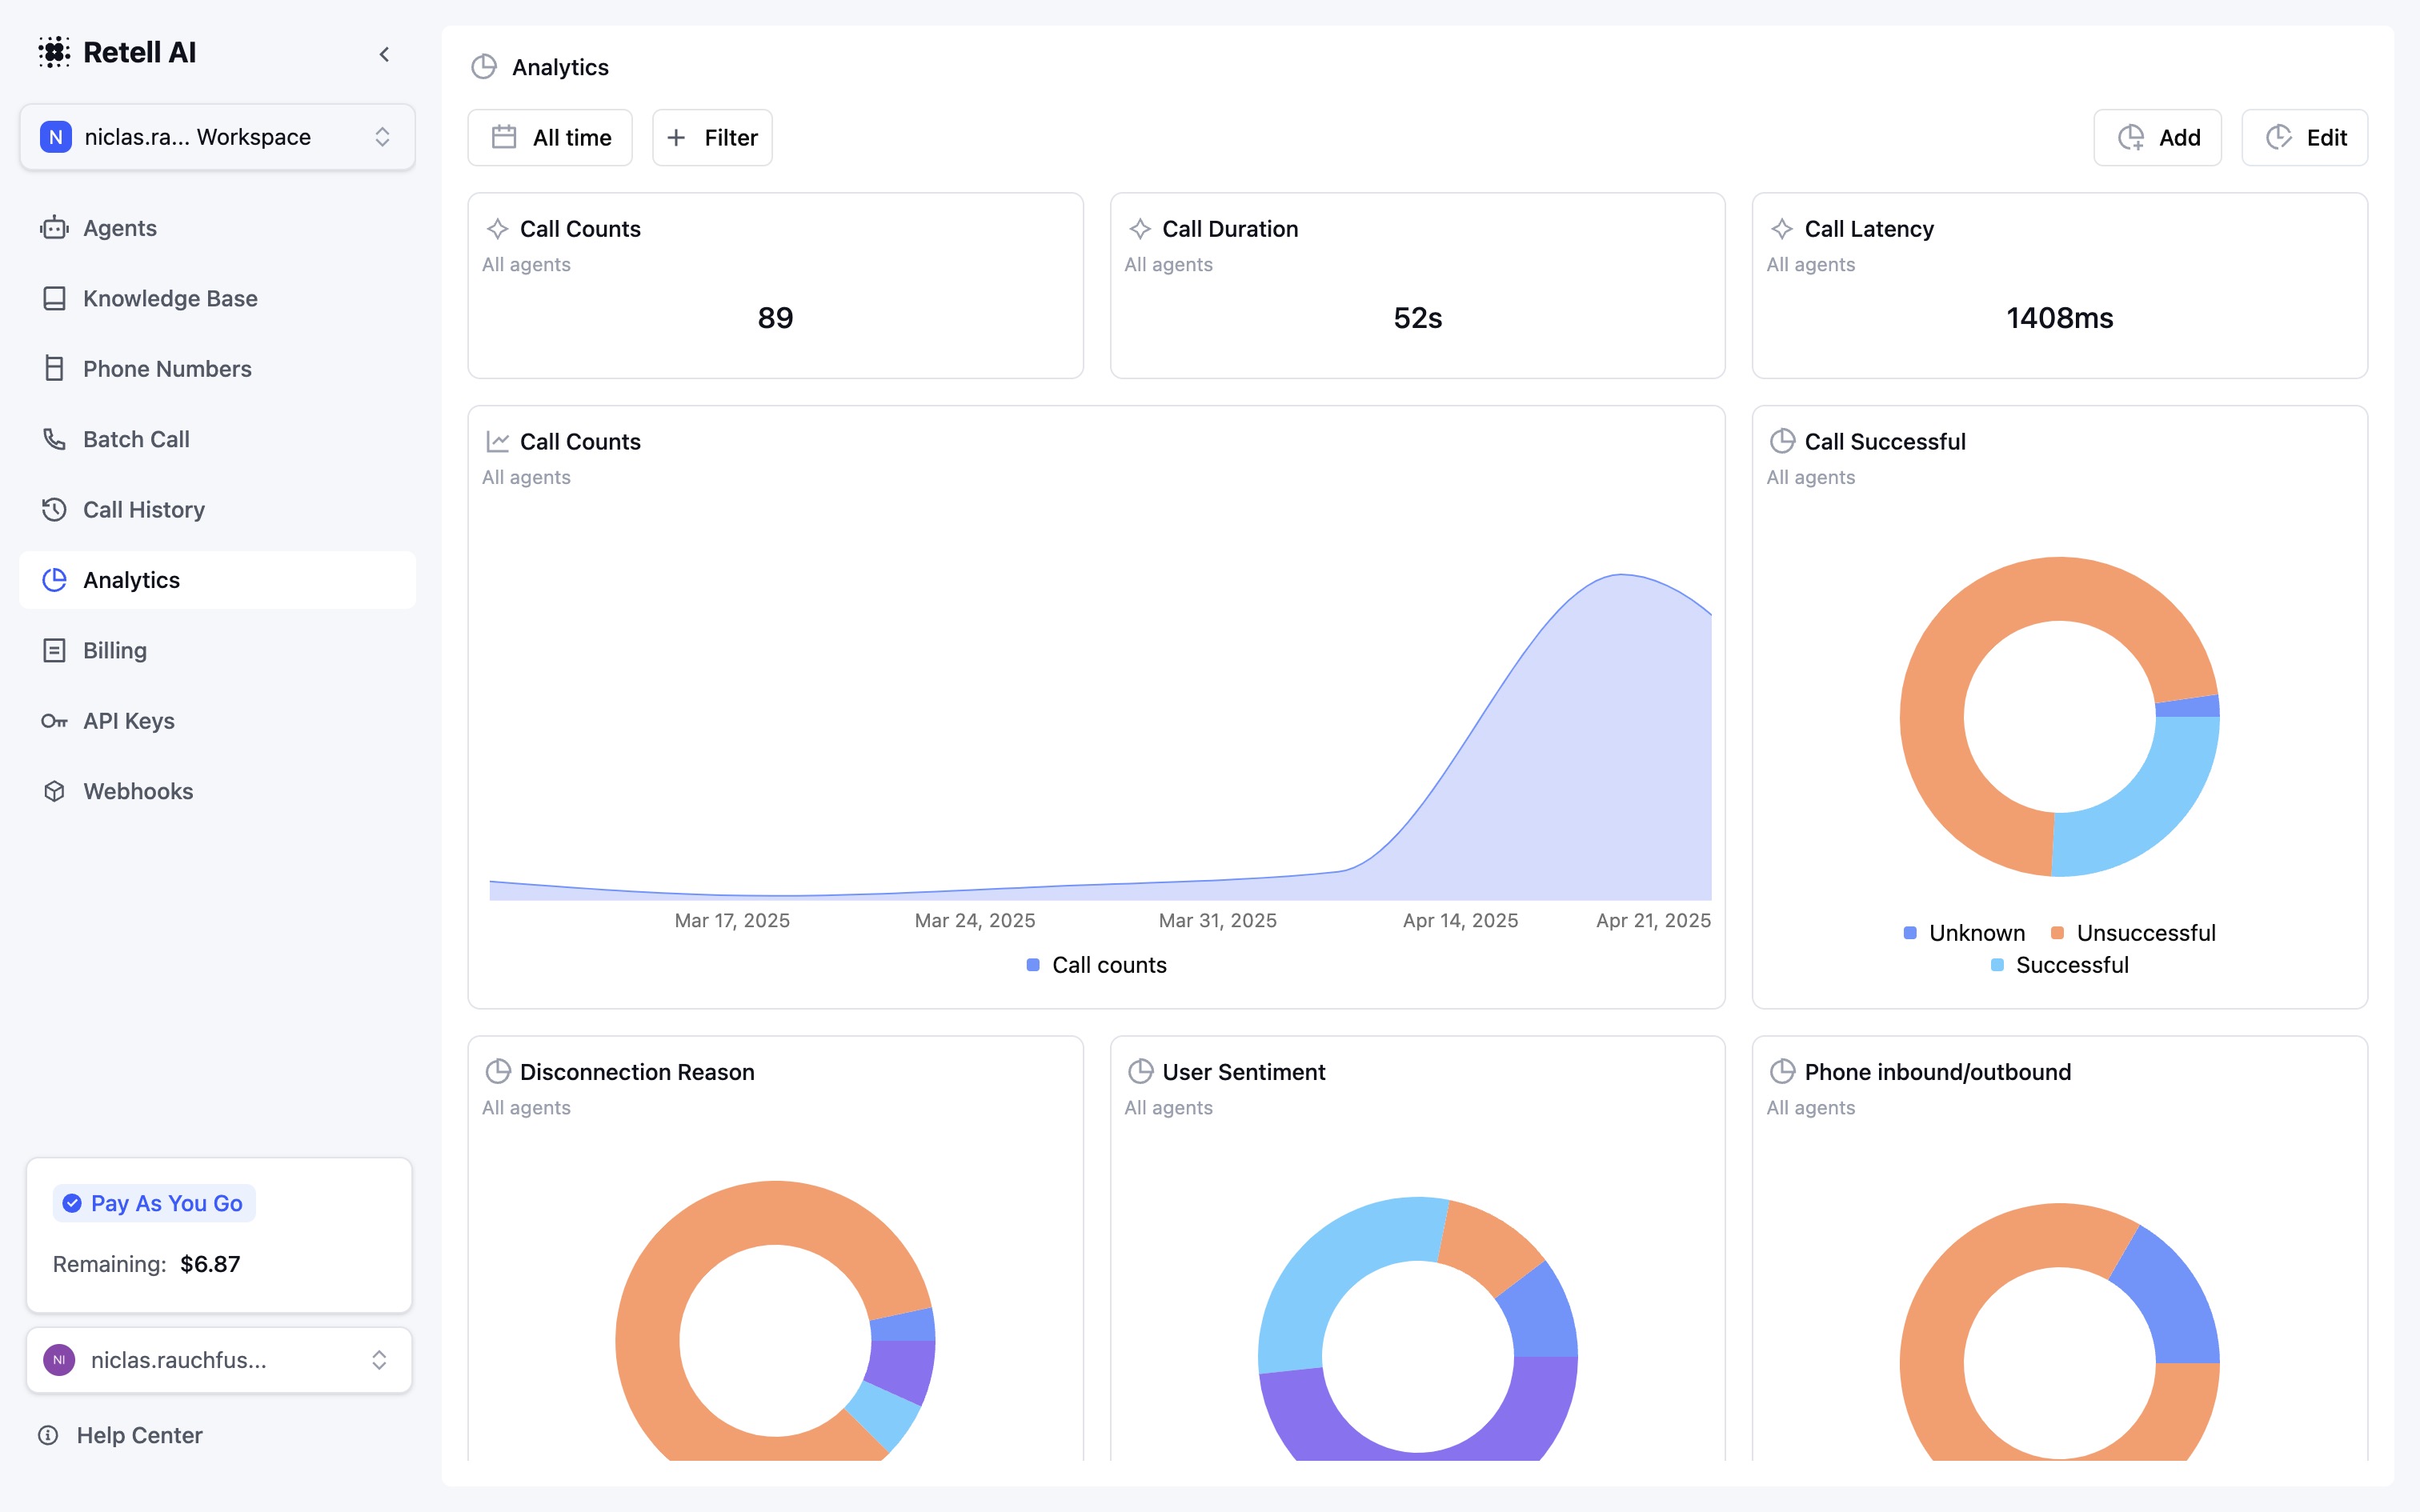 Retell AI
N niclas.ra... Workspace
Agents
Knowledge Base
Phone Numbers
Batch Call
Call History
Analytics
Billing
API Keys
Webhooks
Pay As You Go
Remaining: $6.87
NI niclas.rauchfus...
Help Center
Analytics
All time
Filter
Add
Edit
Call Counts
All agents
89
Call Duration
All agents
52s
Call Latency
All agents
1408ms
Call Counts
All agents
Mar 17, 2025 Mar 24, 2025 Mar 31, 2025 Apr 14, 2025 Apr 21, 2025
Call counts
Call Successful
All agents
Unknown Unsuccessful
Successful
Disconnection Reason
All agents
User Sentiment
All agents
Phone inbound/outbound
All agents